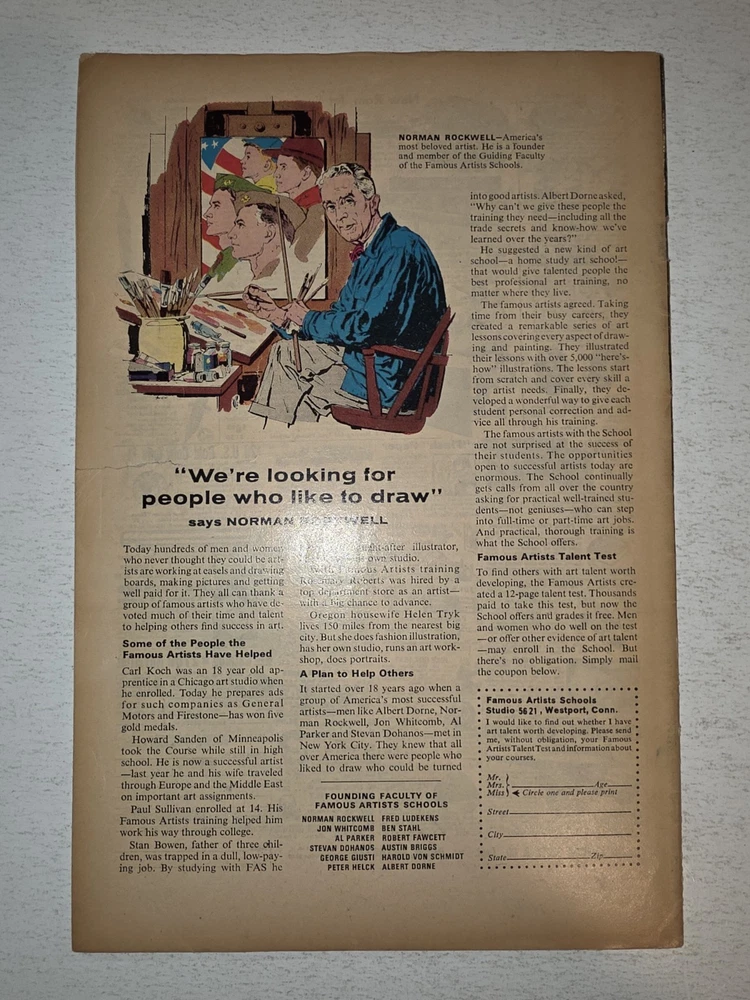 NORMAN ROCKWELL—America's
most beloved artist. He is a founder
and member of the Guiding Faculty
of the Famous Artists Schools.
"We're looking for
people who like to draw"
says NORMAN ROCKWELL
Today hundreds of men and women
who never thought they could be art-
ists are working at easels and drawing
boards, making pictures and getting
well paid for it. They all can thank a
group of famous artists who have de-
voted much of their time and talent
to helping others find success in art.
Some of the People the
Famous Artists Have Helped
Carl Koch was an 18 year old ap-
prentice in a Chicago art studio when
he enrolled. Today he prepares ads
for such companies as General
Motors and Firestone—has won five
gold medals.
Howard Sanden of Minneapolis
took the Course while still in high
school. He is now a successful artist
—last year he and his wife traveled
through Europe and the Middle East
on important art assignments.
Paul Sullivan enrolled at 14. His
Famous Artists training helped him
work his way through college.
Stan Bowen, father of three chil-
dren, was trapped in a dull, low-pay-
ing job. By studying with FAS he
illustrator,
own studio.
With Famous Artists training
Roberts was hired by a
top department store as an artist—
with a big chance to advance.
Oregon housewife Helen Tryk
lives 150 miles from the nearest big
city. But she does fashion illustration,
has her own studio, runs an art work-
shop, does portraits.
A Plan to Help Others
It started over 18 years ago when a
group of America's most successful
artists—men like Albert Dorne, Nor-
man Rockwell, Jon Whitcomb, Al
Parker and Stevan Dohanos—met in
New York City. They knew that all
over America there were people who
liked to draw who could be turned
FOUNDING FACULTY OF
FAMOUS ARTISTS SCHOOLS
NORMAN ROCKWELL FRED LUDEKENS
JON WHITCOMB BEN STAHL
AL PARKER ROBERT FAWCETT
STEVAN DOHANOS AUSTIN BRIGGS
GEORGE GIUSTI HAROLD VON SCHMIDT
PETER HELCK ALBERT DORNE
into good artists. Albert Dorne asked,
"Why can't we give these people the
training they need—including all the
trade secrets and know-how we've
learned over the years?"
He suggested a new kind of art
school—a home study art school—
that would give talented people the
best professional art training, no
matter where they live.
The famous artists agreed. Taking
time from their busy careers, they
created a remarkable series of art
lessons covering every aspect of draw-
ing and painting. They illustrated
their lessons with over 5,000 "here's-
how" illustrations. The lessons start
from scratch and cover every skill a
top artist needs. Finally, they de-
veloped a wonderful way to give each
student personal correction and ad-
vice all through his training.
The famous artists with the School
are not surprised at the success of
their students. The opportunities
open to successful artists today are
enormous. The School continually
gets calls from all over the country
asking for practical well-trained stu-
dents—not geniuses—who can step
into full-time or part-time art jobs.
And practical, thorough training is
what the School offers.
Famous Artists Talent Test
To find others with art talent worth
developing, the Famous Artists cre-
ated a 12-page talent test. Thousands
paid to take this test, but now the
School offers and grades it free. Men
and women who do well on the test
—or offer other evidence of art talent
—may enroll in the School. But
there's no obligation. Simply mail
the coupon below.
Famous Artists Schools
Studio 5621, Westport, Conn.
I would like to find out whether I have
art talent worth developing. Please send
me, without obligation, your Famous
Artists Talent Test and information about
your courses.
Mr.
Mrs. Age
Miss Circle one and please print
Street
City
State Zip